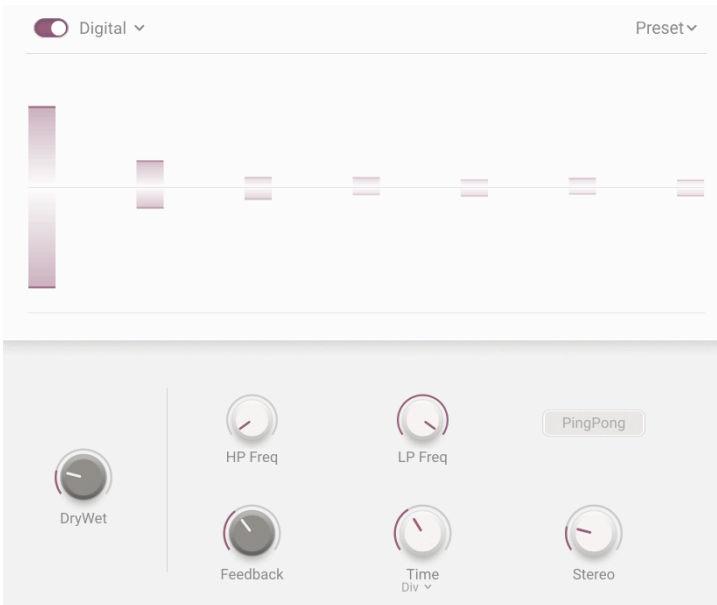 Digital
Preset
HP Freq
LP Freq
PingPong
DryWet
Feedback
Time
Div
Stereo